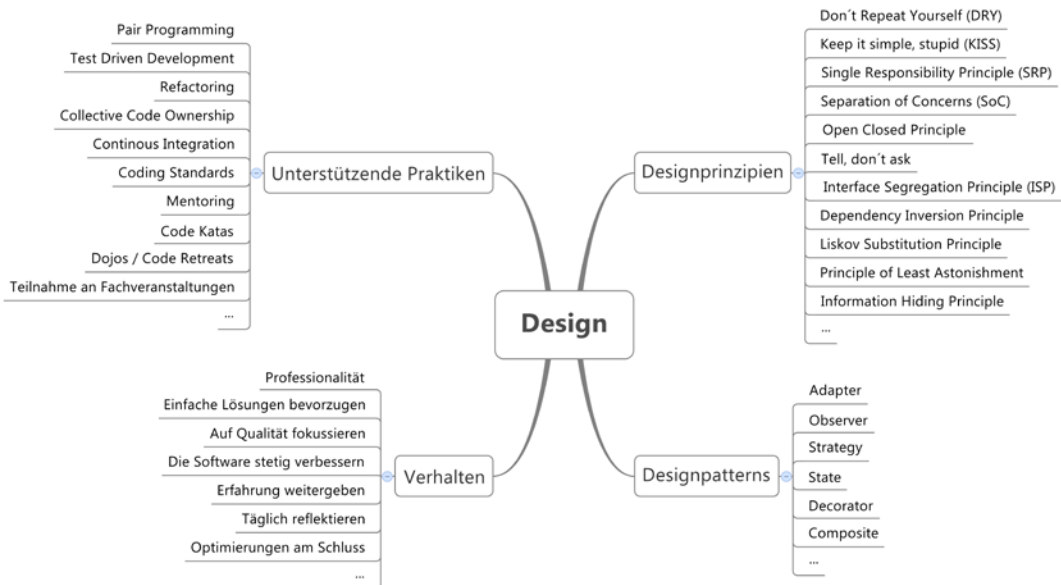 Pair Programming
Test Driven Development
Refactoring
Collective Code Ownership
Continous Integration
Coding Standards
Mentoring
Code Katas
Dojos / Code Retreats
Teilnahme an Fachveranstaltungen
...
Unterstützende Praktiken
Don´t Repeat Yourself (DRY)
Keep it simple, stupid (KISS)
Single Responsibility Principle (SRP)
Separation of Concerns (SoC)
Open Closed Principle
Tell, don´t ask
Interface Segregation Principle (ISP)
Dependency Inversion Principle
Liskov Substitution Principle
Principle of Least Astonishment
Information Hiding Principle
...
Designprinzipien
Design
Professionalität
Einfache Lösungen bevorzugen
Auf Qualität fokussieren
Die Software stetig verbessern
Erfahrung weitergeben
Täglich reflektieren
Optimierungen am Schluss
...
Verhalten
Designpatterns
Adapter
Observer
Strategy
State
Decorator
Composite
...